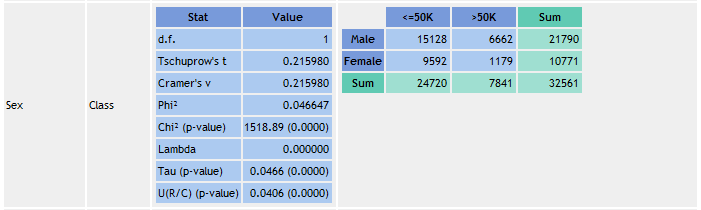 Sex
Class
Stat Value
d.f. 1
Tschuprow's t 0.215980
Cramer's v 0.215980
Phi² 0.046647
Chi² (p-value) 1518.89 (0.0000)
Lambda 0.000000
Tau (p-value) 0.0466 (0.0000)
U(R/C) (p-value) 0.0406 (0.0000)
<=50K >50K Sum
Male 15128 6662 21790
Female 9592 1179 10771
Sum 24720 7841 32561